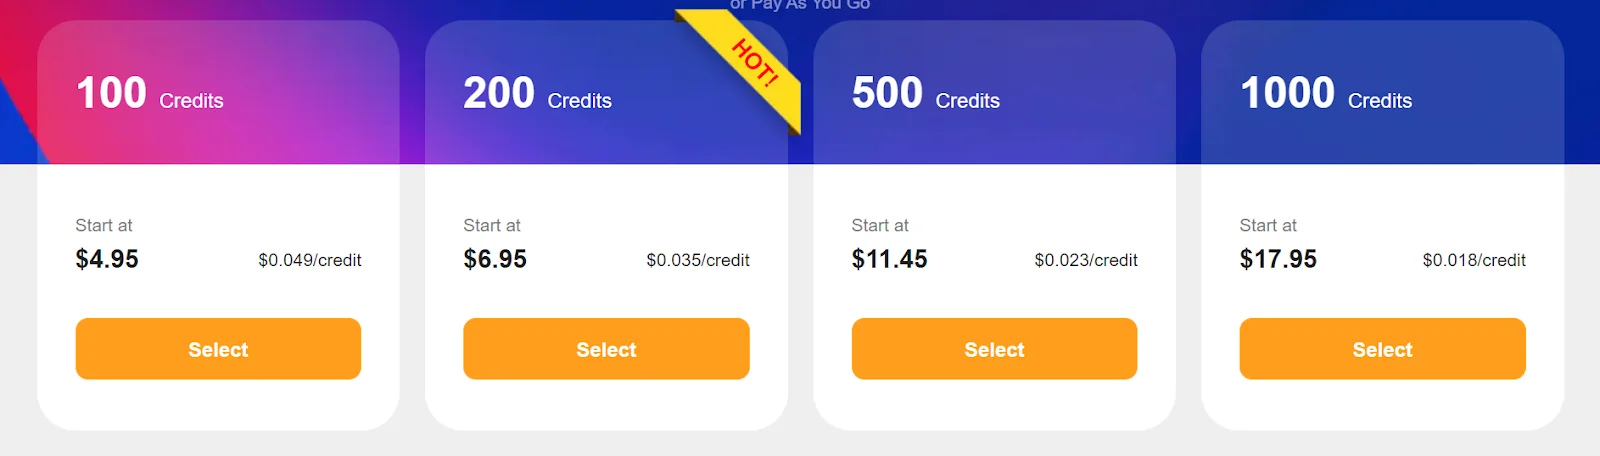 or Pay As You Go
HOT!
100 Credits
200 Credits
500 Credits
1000 Credits
Start at
$4.95 $0.049/credit
Select
Start at
$6.95 $0.035/credit
Select
Start at
$11.45 $0.023/credit
Select
Start at
$17.95 $0.018/credit
Select